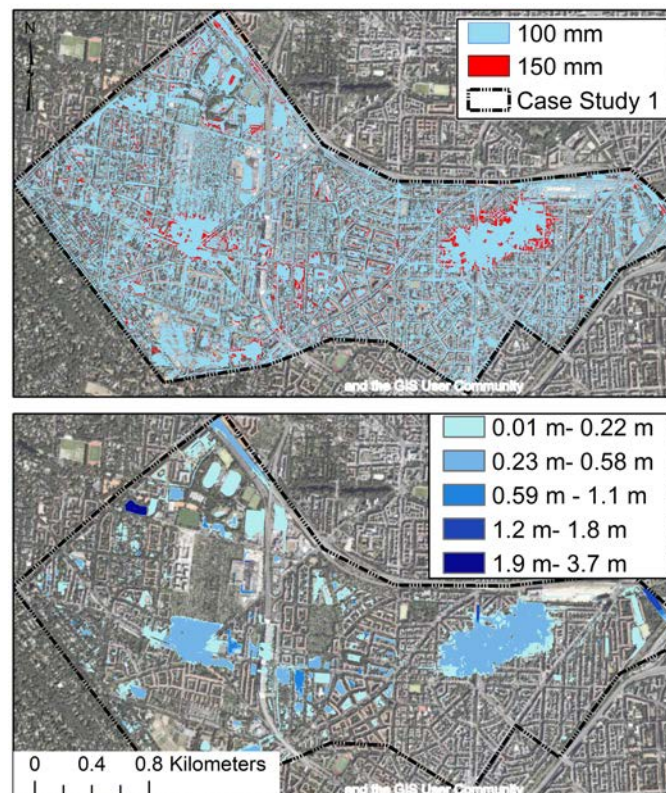 N
100 mm
150 mm
Case Study 1
and the GIS User Community
0.01 m- 0.22 m
0.23 m- 0.58 m
0.59 m - 1.1 m
1.2 m- 1.8 m
1.9 m- 3.7 m
0 0.4 0.8 Kilometers
and the GIS User Community